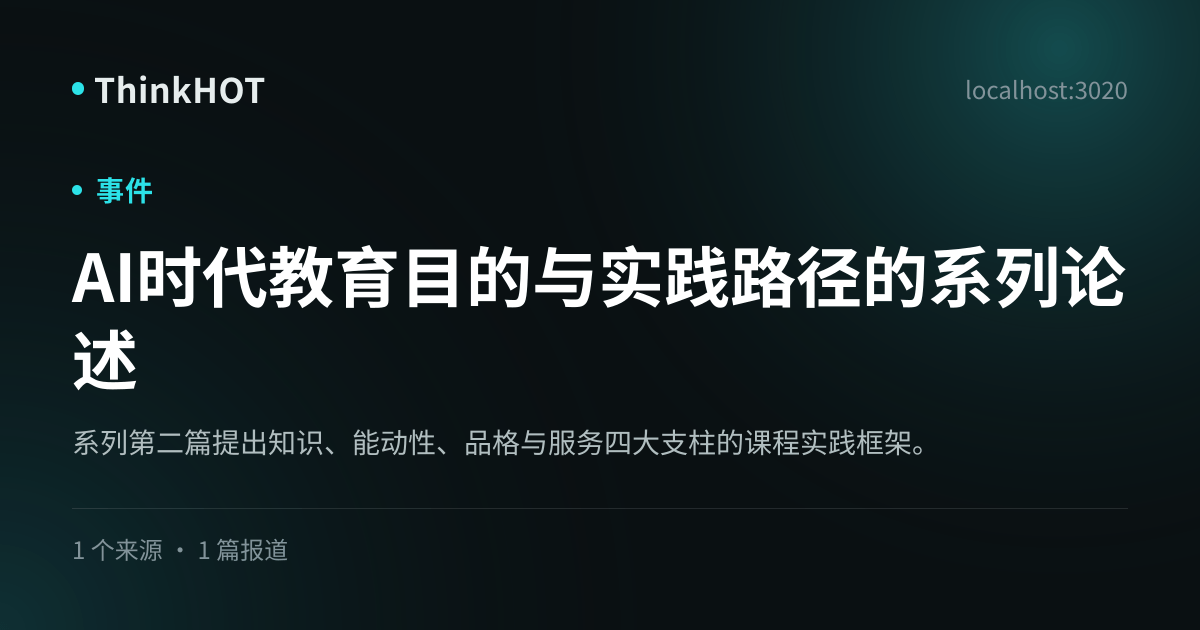 ThinkHOT
localhost:3020
事件
AI时代教育目的与实践路径的系列论
述
系列第二篇提出知识、能动性、品格与服务四大支柱的课程实践框架。
1 个来源 · 1 篇报道